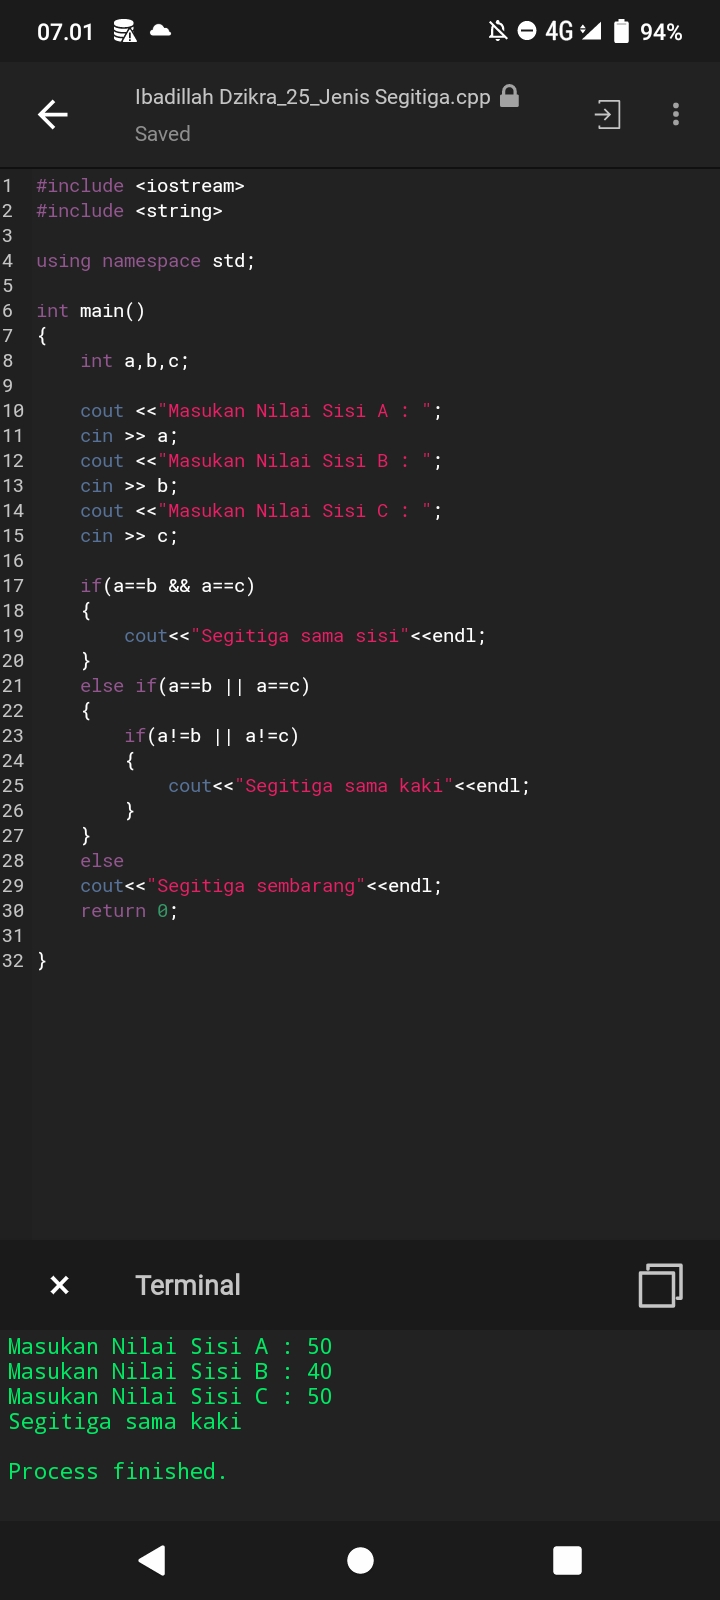 07.01 4G 94%
Ibadillah Dzikra_25_Jenis Segitiga.cpp
Saved
1 #include <iostream>
2 #include <string>
3
4 using namespace std;
5
6 int main()
7 {
8     int a,b,c;
9
10     cout <<"Masukan Nilai Sisi A : ";
11     cin >> a;
12     cout <<"Masukan Nilai Sisi B : ";
13     cin >> b;
14     cout <<"Masukan Nilai Sisi C : ";
15     cin >> c;
16
17     if(a==b && a==c)
18     {
19         cout<<"Segitiga sama sisi"<<endl;
20     }
21     else if(a==b || a==c)
22     {
23         if(a!=b || a!=c)
24         {
25             cout<<"Segitiga sama kaki"<<endl;
26         }
27     }
28     else
29     cout<<"Segitiga sembarang"<<endl;
30     return 0;
31
32 }
Terminal
Masukan Nilai Sisi A : 50
Masukan Nilai Sisi B : 40
Masukan Nilai Sisi C : 50
Segitiga sama kaki
Process finished.